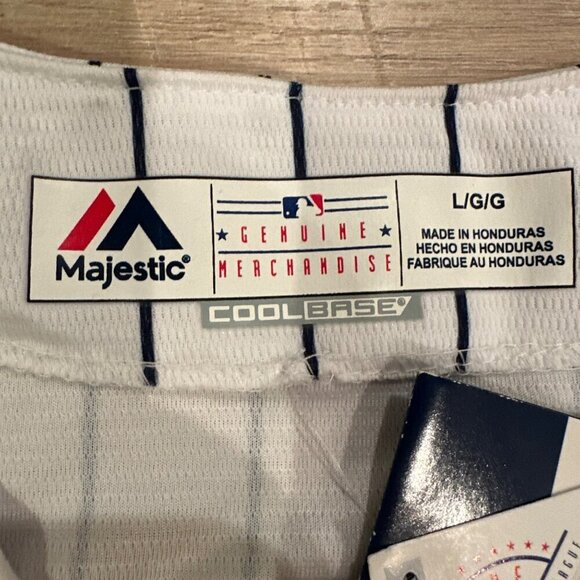 Majestic®
GENUINE
MERCHANDISE
L/G/G
MADE IN HONDURAS
HECHO EN HONDURAS
FABRIQUE AU HONDURAS
COOLBASE®